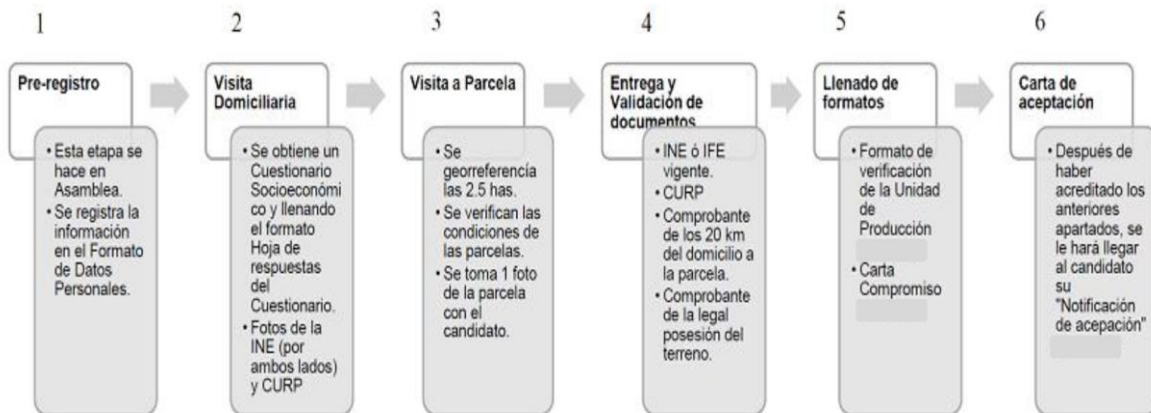 1
2
3
4
5
6
Pre-registro
• Esta etapa se
hace en
Asamblea.
• Se registra la
información
en el Formato
de Datos
Personales.
Visita
Domiciliaria
• Se obtiene un
Cuestionario
Socioeconómi
co y llenando
el formato
Hoja de
respuestas
del
Cuestionario.
• Fotos de la
INE (por
ambos lados)
y CURP
Visita a Parcela
• Se
georreferencía
las 2.5 has.
• Se verifican las
condiciones de
las parcelas.
• Se toma 1 foto
de la parcela
con el
candidato.
Entrega y
Validación de
documentos
• INE ó IFE
vigente.
• CURP
• Comprobante
de los 20 km
del domicilio a
la parcela.
• Comprobante
de la legal
posesión del
terreno.
Llenado de
formatos
• Formato de
verificación
de la Unidad
de
Producción
• Carta
Compromiso
Carta de
aceptación
• Después de
haber
acreditado los
anteriores
apartados, se
le hará llegar
al candidato
su
"Notificación
de acepación"